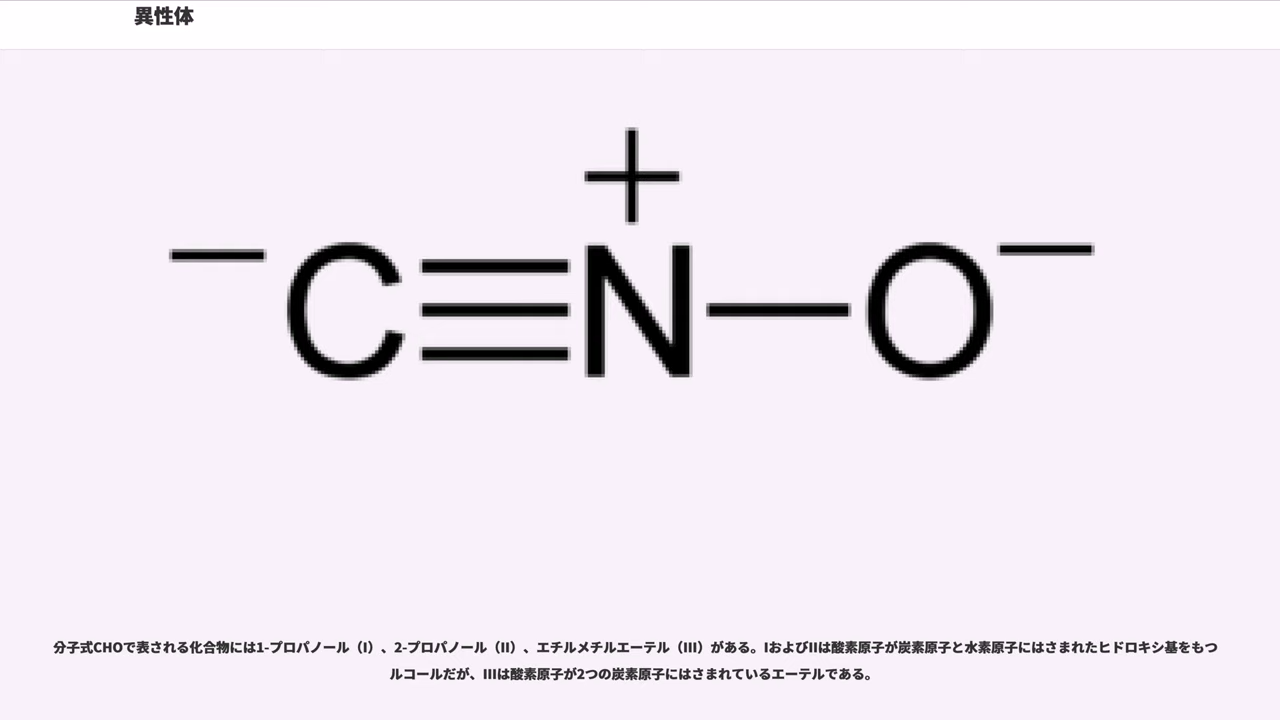 異性体
+
−C≡N—O−
分子式CHOで表される化合物には1-プロパノール（I）、2-プロパノール（II）、エチルメチルエーテル（III）がある。IおよびIIは酸素原子が炭素原子と水素原子にはさまれたヒドロキシ基をもつ
ルコールだが、IIIは酸素原子が2つの炭素原子にはさまれているエーテルである。